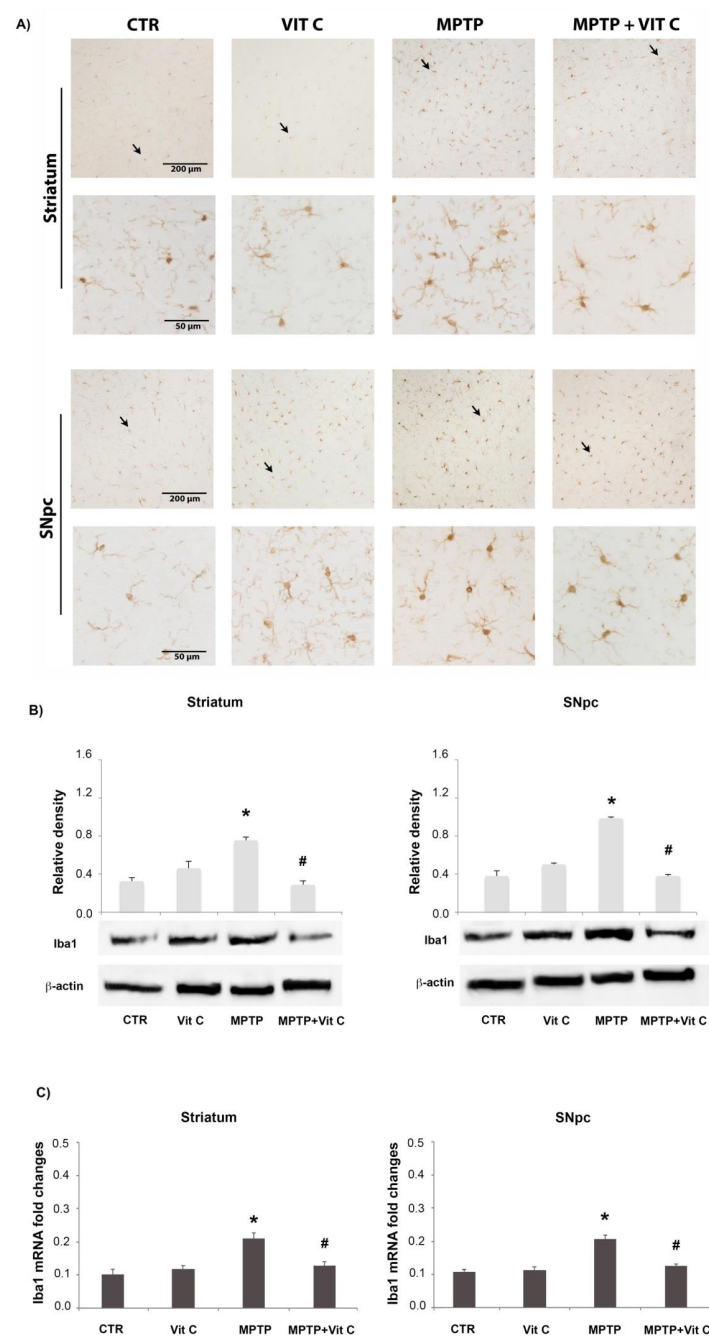 A)
CTR VIT C MPTP MPTP + VIT C
Striatum
200 µm
50 µm
SNpc
200 µm
50 µm
B)
Striatum
Relative density
1.6
1.2
0.8
0.4
0.0
*
#
Iba1
β-actin
CTR Vit C MPTP MPTP+Vit C
SNpc
Relative density
1.6
1.2
0.8
0.4
0.0
*
#
Iba1
β-actin
CTR Vit C MPTP MPTP+Vit C
C)
Striatum
Iba1 mRNA fold changes
0.5
0.4
0.3
0.2
0.1
0.0
*
#
CTR Vit C MPTP MPTP+Vit C
SNpc
Iba1 mRNA fold changes
0.5
0.4
0.3
0.2
0.1
0.0
*
#
CTR Vit C MPTP MPTP+Vit C